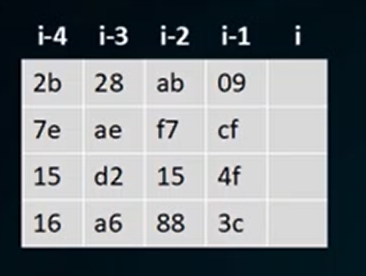 i-4 i-3 i-2 i-1 i
2b 28 ab 09
7e ae f7 cf
15 d2 15 4f
16 a6 88 3c